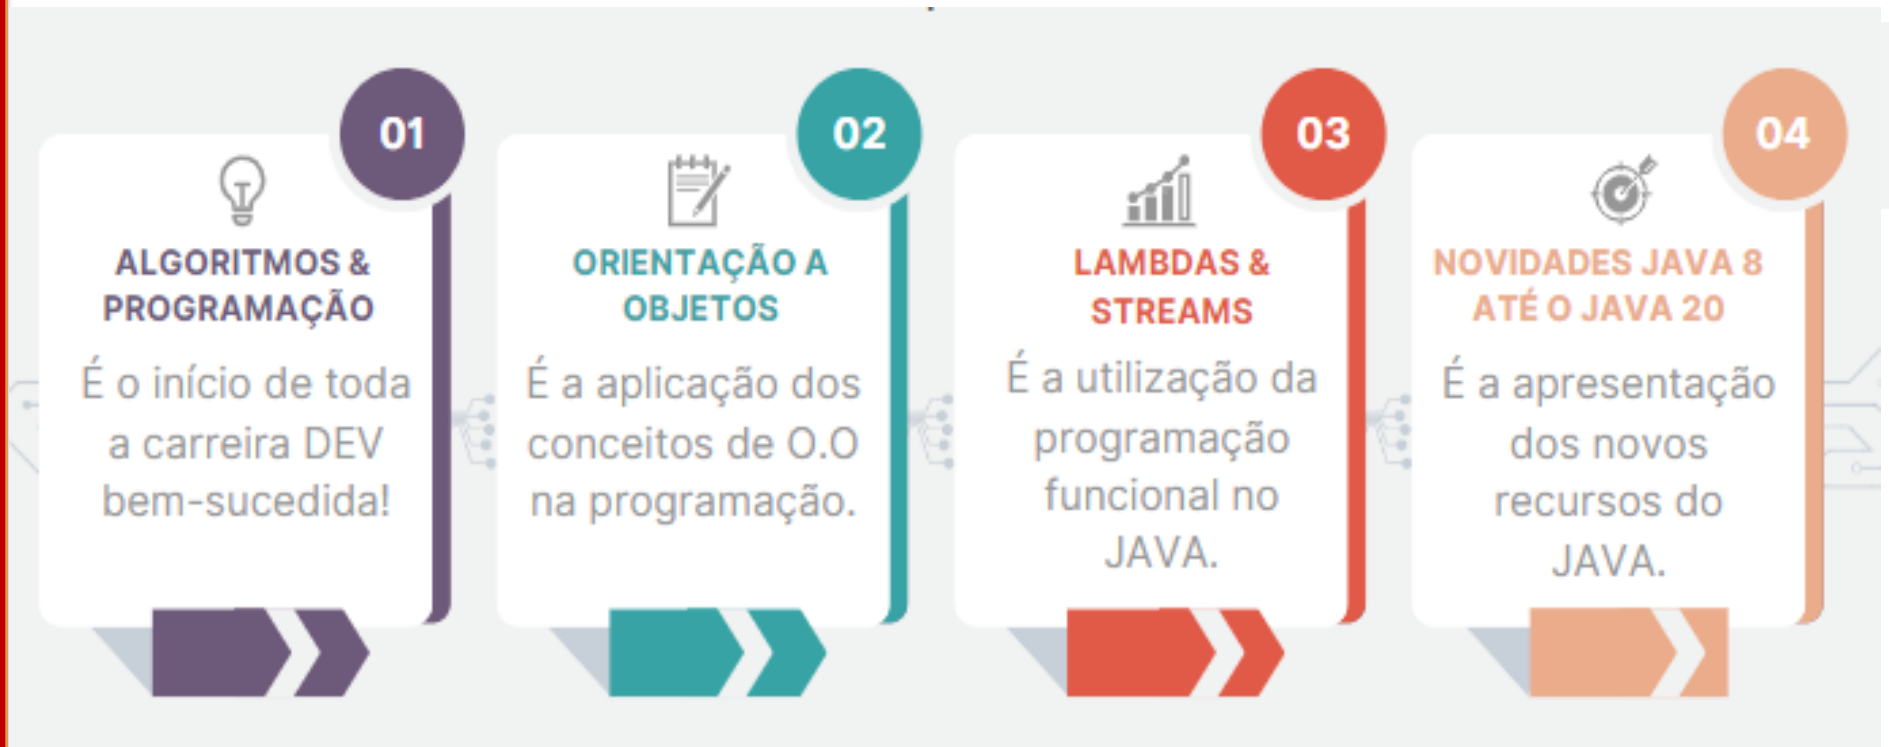 01
ALGORITMOS &
PROGRAMAÇÃO
É o início de toda
a carreira DEV
bem-sucedida!
02
ORIENTAÇÃO A
OBJETOS
É a aplicação dos
conceitos de O.O
na programação.
03
LAMBDAS &
STREAMS
É a utilização da
programação
funcional no
JAVA.
04
NOVIDADES JAVA 8
ATÉ O JAVA 20
É a apresentação
dos novos
recursos do
JAVA.